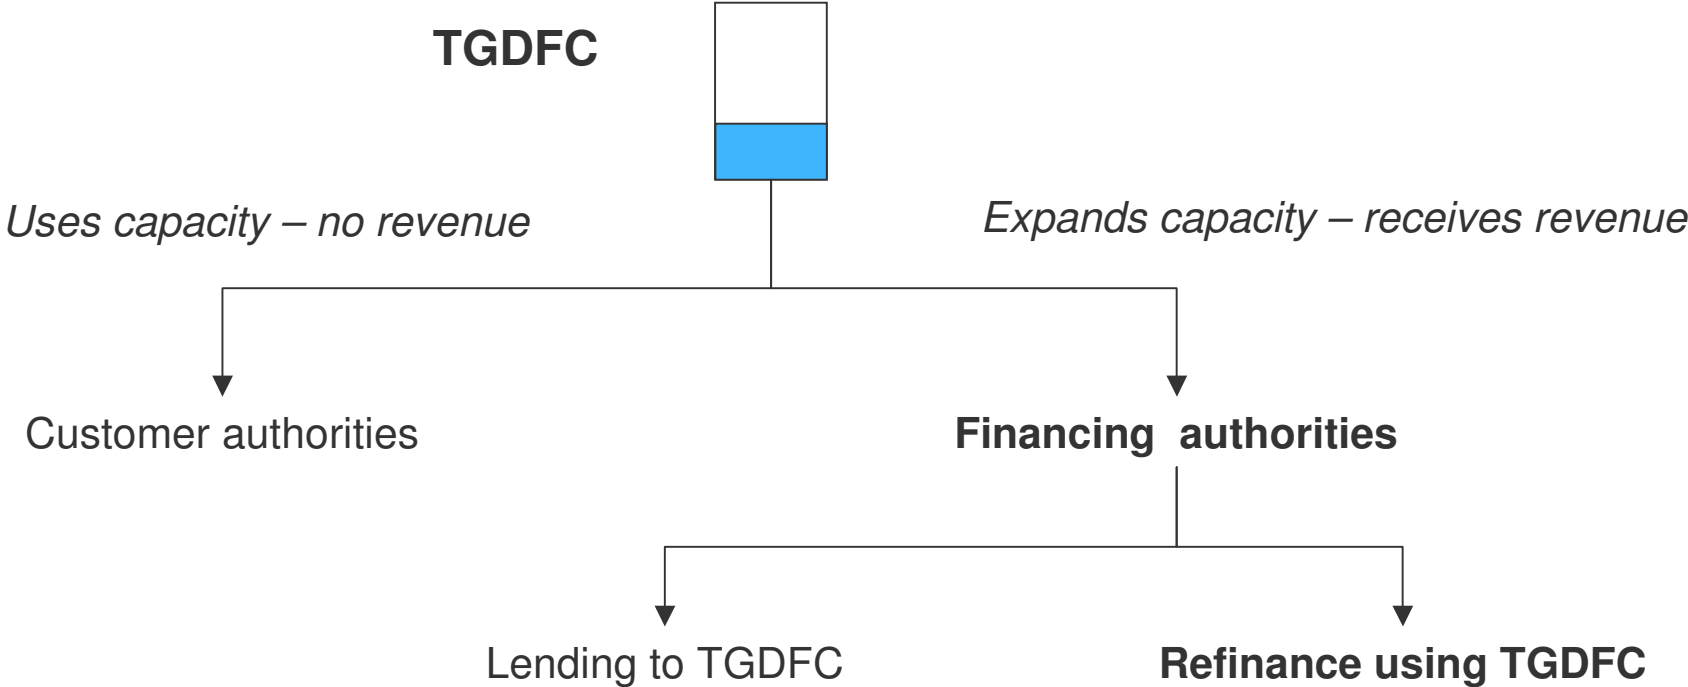 TGDFC
Uses capacity – no revenue
Expands capacity – receives revenue
Customer authorities
Financing authorities
Lending to TGDFC
Refinance using TGDFC